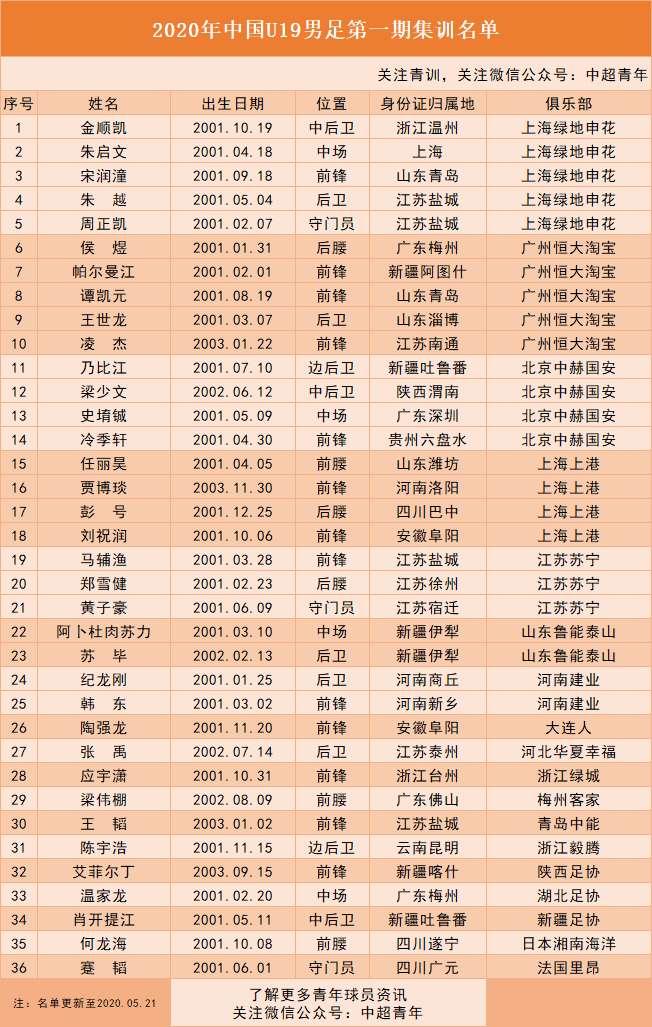 2020年中国U19男足第一期集训名单
关注青训，关注微信公众号：中超青年
序号 姓名 出生日期 位置 身份证归属地 俱乐部
1 金顺凯 2001.10.19 中后卫 浙江温州 上海绿地申花
2 朱启文 2001.04.18 中场 上海 上海绿地申花
3 宋润潼 2001.09.18 前锋 山东青岛 上海绿地申花
4 朱 越 2001.05.04 后卫 江苏盐城 上海绿地申花
5 周正凯 2001.02.07 守门员 江苏盐城 上海绿地申花
6 侯 煜 2001.01.31 后腰 广东梅州 广州恒大淘宝
7 帕尔曼江 2001.02.01 前锋 新疆阿图什 广州恒大淘宝
8 谭凯元 2001.08.19 前锋 山东青岛 广州恒大淘宝
9 王世龙 2001.03.07 后卫 山东淄博 广州恒大淘宝
10 凌 杰 2003.01.22 前锋 江苏南通 广州恒大淘宝
11 乃比江 2001.07.10 边后卫 新疆吐鲁番 北京中赫国安
12 梁少文 2002.06.12 中后卫 陕西渭南 北京中赫国安
13 史堉铖 2001.05.09 中场 广东深圳 北京中赫国安
14 冷季轩 2001.04.30 前锋 贵州六盘水 北京中赫国安
15 任丽昊 2001.04.05 前腰 山东潍坊 上海上港
16 贾博琰 2003.11.30 前锋 河南洛阳 上海上港
17 彭 号 2001.12.25 后腰 四川巴中 上海上港
18 刘祝润 2001.10.06 前锋 安徽阜阳 上海上港
19 马辅渔 2001.03.28 前锋 江苏盐城 江苏苏宁
20 郑雪健 2001.02.23 后腰 江苏徐州 江苏苏宁
21 黄子豪 2001.06.09 守门员 江苏宿迁 江苏苏宁
22 阿卜杜肉苏力 2001.03.10 中场 新疆伊犁 山东鲁能泰山
23 苏 毕 2002.02.13 后卫 新疆伊犁 山东鲁能泰山
24 纪龙刚 2001.01.25 后卫 河南商丘 河南建业
25 韩 东 2001.03.02 前锋 河南新乡 河南建业
26 陶强龙 2001.11.20 前锋 安徽阜阳 大连人
27 张 禹 2002.07.14 后卫 江苏泰州 河北华夏幸福
28 应宇潇 2001.10.31 前锋 浙江台州 浙江绿城
29 梁伟棚 2002.08.09 前腰 广东佛山 梅州客家
30 王 韬 2003.01.02 前锋 江苏盐城 青岛中能
31 陈宇浩 2001.11.15 边后卫 云南昆明 浙江毅腾
32 艾菲尔丁 2003.09.15 前锋 新疆喀什 陕西足协
33 温家龙 2001.02.20 中场 广东梅州 湖北足协
34 肖开提江 2001.05.11 中后卫 新疆吐鲁番 新疆足协
35 何龙海 2001.10.08 前腰 四川遂宁 日本湘南海洋
36 蹇 韬 2001.06.01 守门员 四川广元 法国里昂
注：名单更新至2020.05.21
了解更多青年球员资讯
关注微信公众号：中超青年